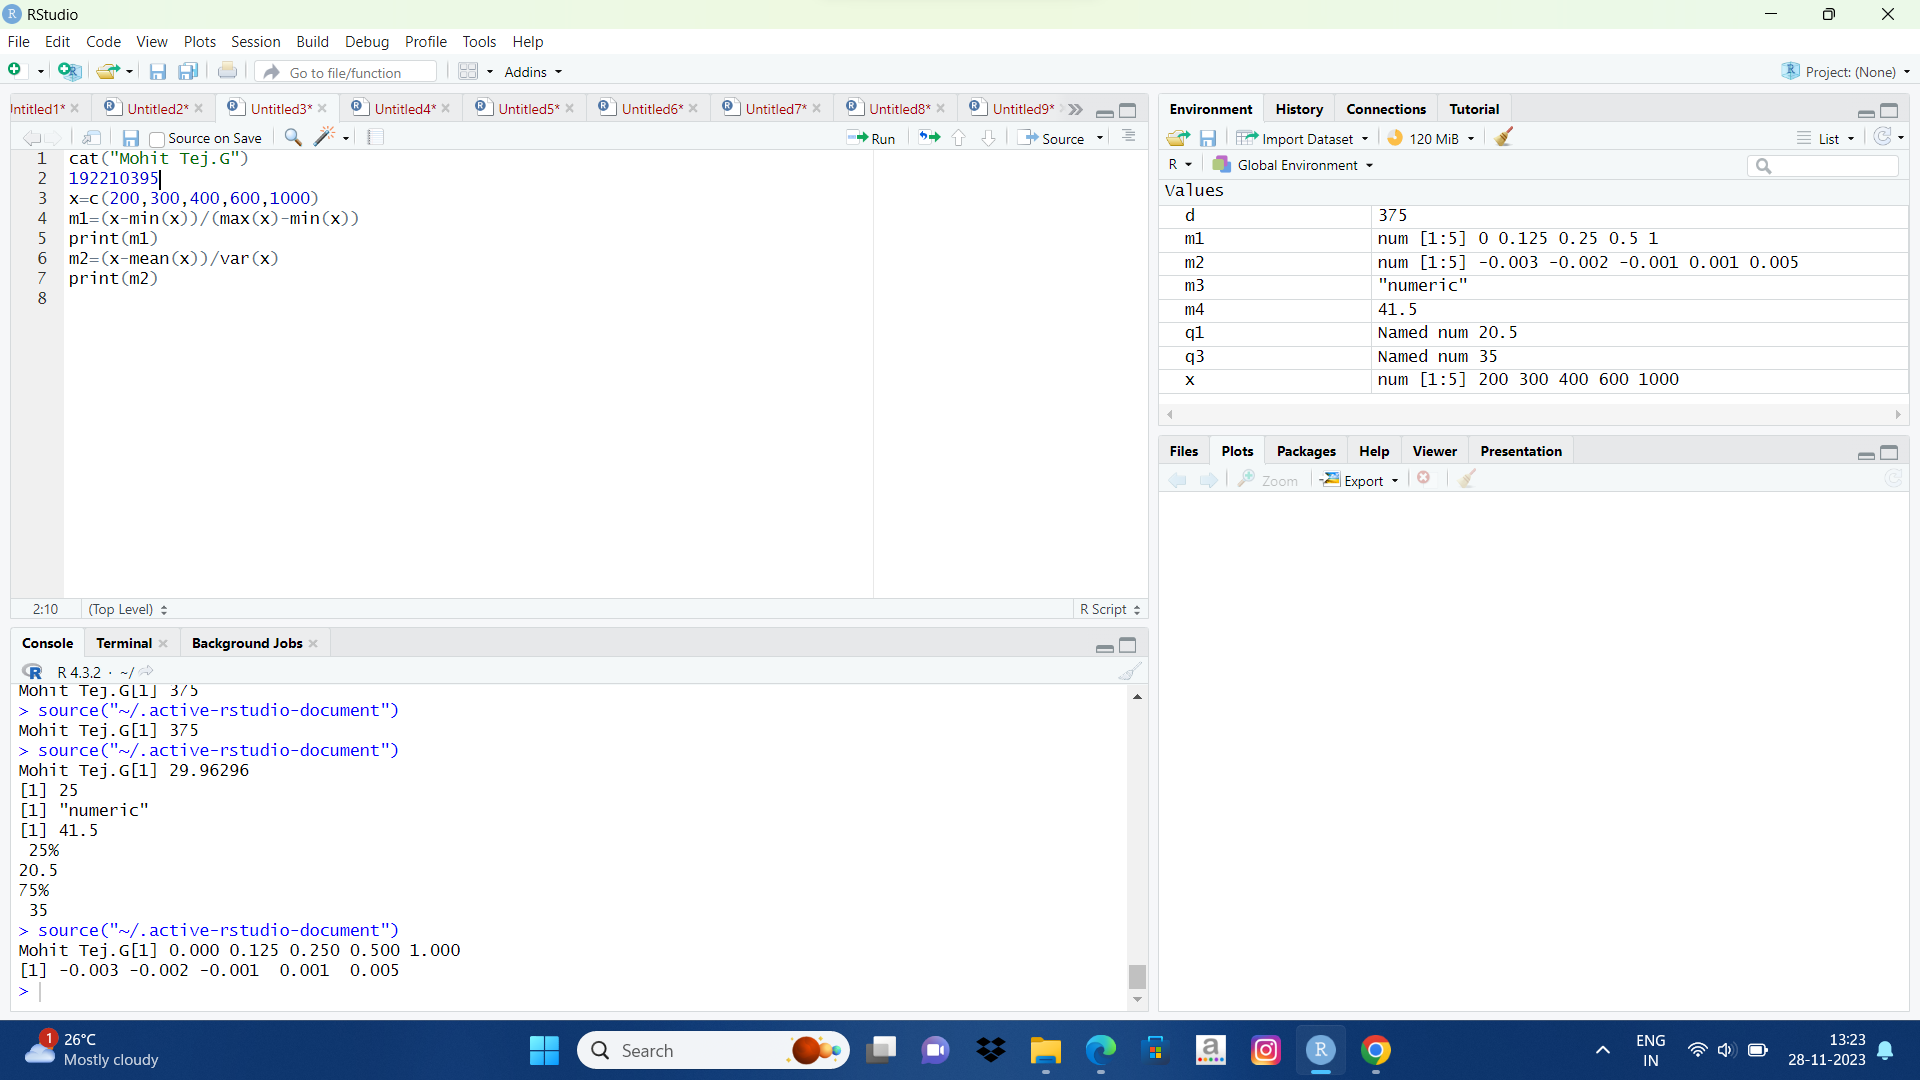 RStudio
File Edit Code View Plots Session Build Debug Profile Tools Help
Go to file/function Addins Project: (None)
ntitled1* Untitled2* Untitled3* Untitled4* Untitled5* Untitled6* Untitled7* Untitled8* Untitled9*
Source on Save Run Source
1 cat("Mohit Tej.G")
2 192210395
3 x=c(200,300,400,600,1000)
4 m1=(x-min(x))/(max(x)-min(x))
5 print(m1)
6 m2=(x-mean(x))/var(x)
7 print(m2)
8
2:10 (Top Level) R Script
Console Terminal Background Jobs
R 4.3.2 · ~/
Mohit Tej.G[1] 375
> source("~/.active-rstudio-document")
Mohit Tej.G[1] 375
> source("~/.active-rstudio-document")
Mohit Tej.G[1] 29.96296
[1] 25
[1] "numeric"
[1] 41.5
25%
20.5
75%
35
> source("~/.active-rstudio-document")
Mohit Tej.G[1] 0.000 0.125 0.250 0.500 1.000
[1] -0.003 -0.002 -0.001 0.001 0.005
>
Environment History Connections Tutorial
Import Dataset 120 MiB List
R Global Environment
Values
d 375
m1 num [1:5] 0 0.125 0.25 0.5 1
m2 num [1:5] -0.003 -0.002 -0.001 0.001 0.005
m3 "numeric"
m4 41.5
q1 Named num 20.5
q3 Named num 35
x num [1:5] 200 300 400 600 1000
Files Plots Packages Help Viewer Presentation
Zoom Export
1 26°C
Mostly cloudy
Search
ENG
IN
13:23
28-11-2023